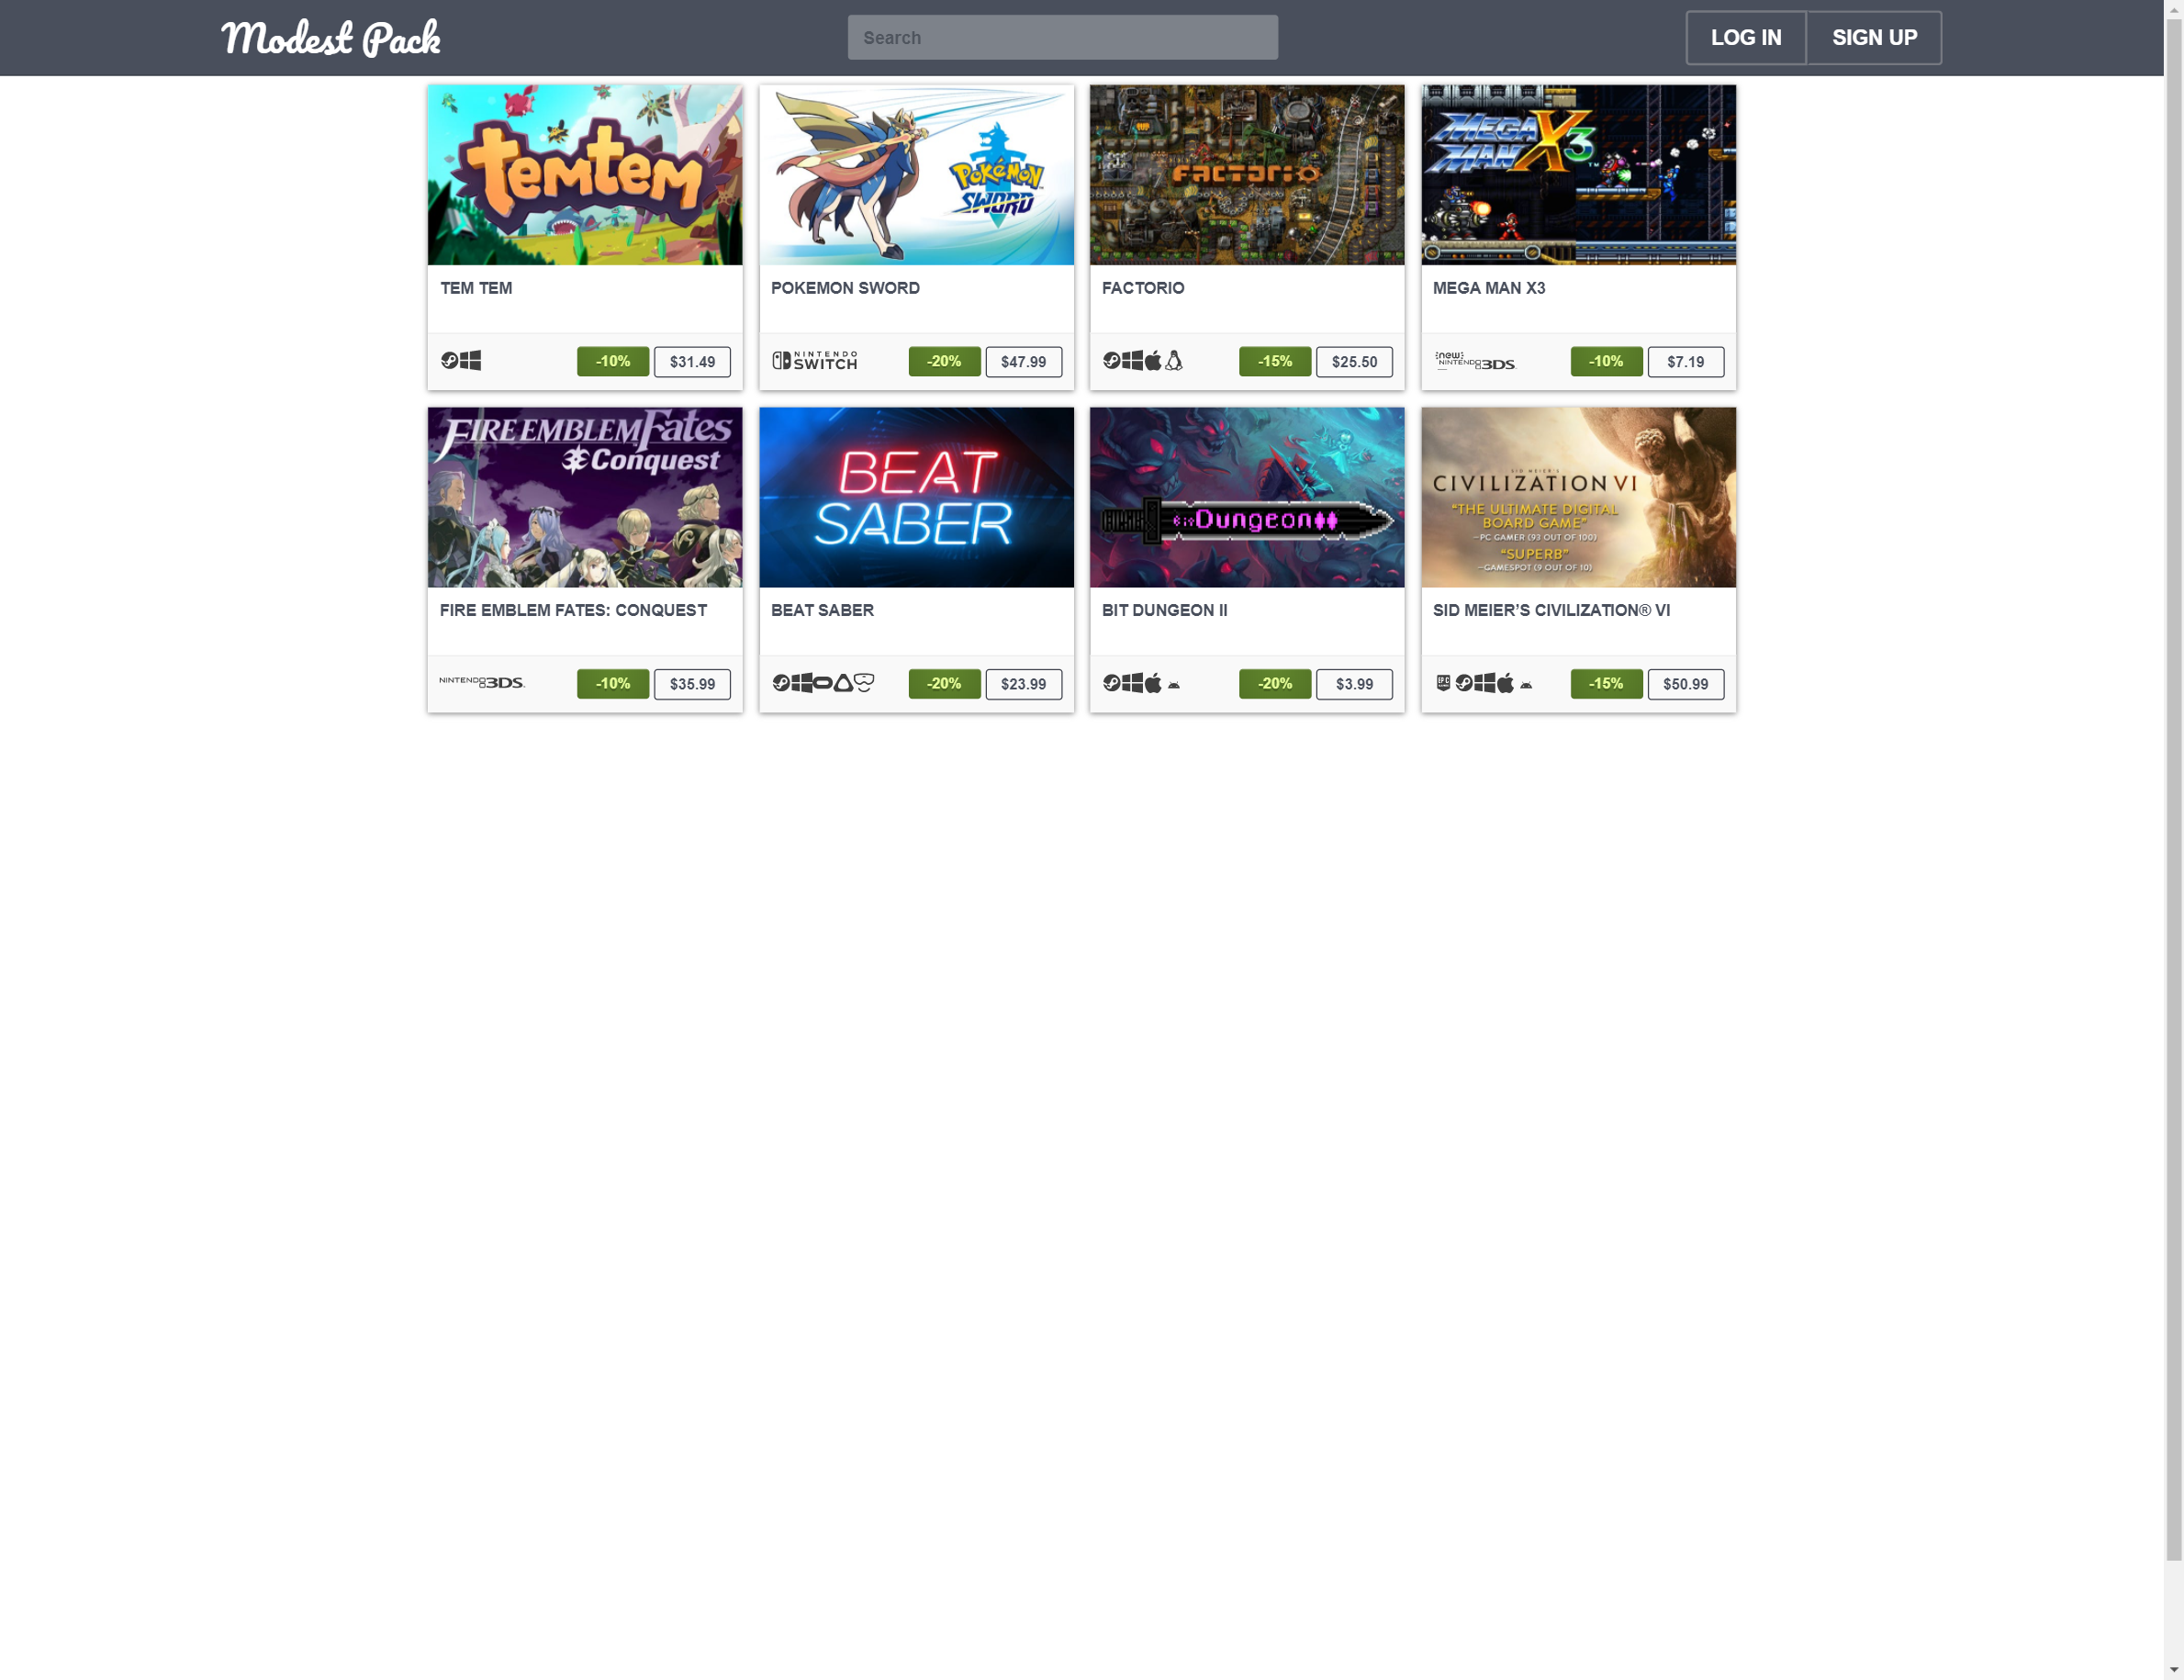 Modest Pack
Search
LOG IN
SIGN UP
temtem
Pokémon
SWORD
FACTORIO
MEGA
MAN X3
TEM TEM
POKEMON SWORD
FACTORIO
MEGA MAN X3
-10%
$31.49
NINTENDO
SWITCH
-20%
$47.99
-15%
$25.50
new
NINTENDO 3DS
-10%
$7.19
FIRE EMBLEM Fates
Conquest
BEAT
SABER
bit Dungeon II
SID MEIER'S
CIVILIZATION VI
“THE ULTIMATE DIGITAL
BOARD GAME”
–PC GAMER (93 OUT OF 100)
“SUPERB”
–GAMESPOT (9 OUT OF 10)
FIRE EMBLEM FATES: CONQUEST
BEAT SABER
BIT DUNGEON II
SID MEIER’S CIVILIZATION® VI
NINTENDO 3DS
-10%
$35.99
-20%
$23.99
-20%
$3.99
-15%
$50.99